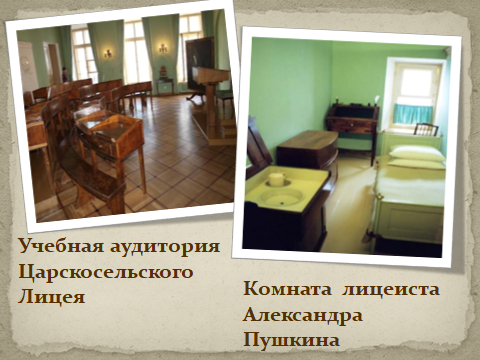 Учебная аудитория
Царскосельского
Лицея
Комната лицеиста
Александра
Пушкина